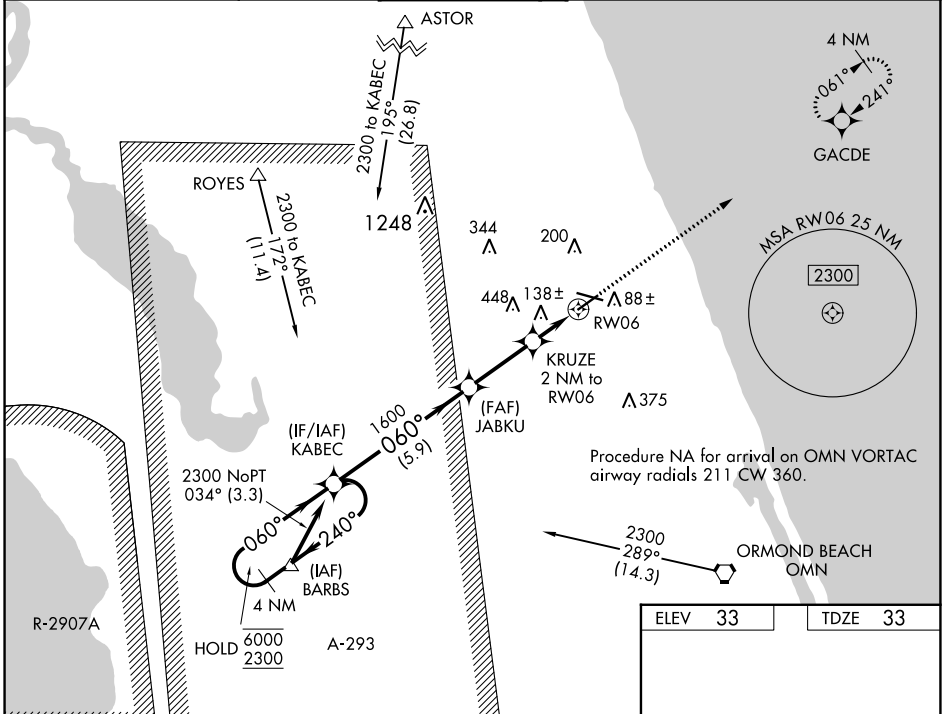 ASTOR
2300 to KABEC
195°
(26.8)
4 NM
061°
241°
GACDE
ROYES
2300 to KABEC
172°
(11.4)
1248
344
200
MSA RW06 25 NM
2300
448
138±
88±
RW06
KRUZE
2 NM to
RW06
375
(FAF)
JABKU
1600
060°
(5.9)
(IF/IAF)
KABEC
2300 NoPT
034° (3.3)
Procedure NA for arrival on OMN VORTAC
airway radials 211 CW 360.
060°
240°
2300
289°
(14.3)
ORMOND BEACH
OMN
(IAF)
BARBS
4 NM
R-2907A
HOLD
6000
2300
A-293
ELEV 33
TDZE 33